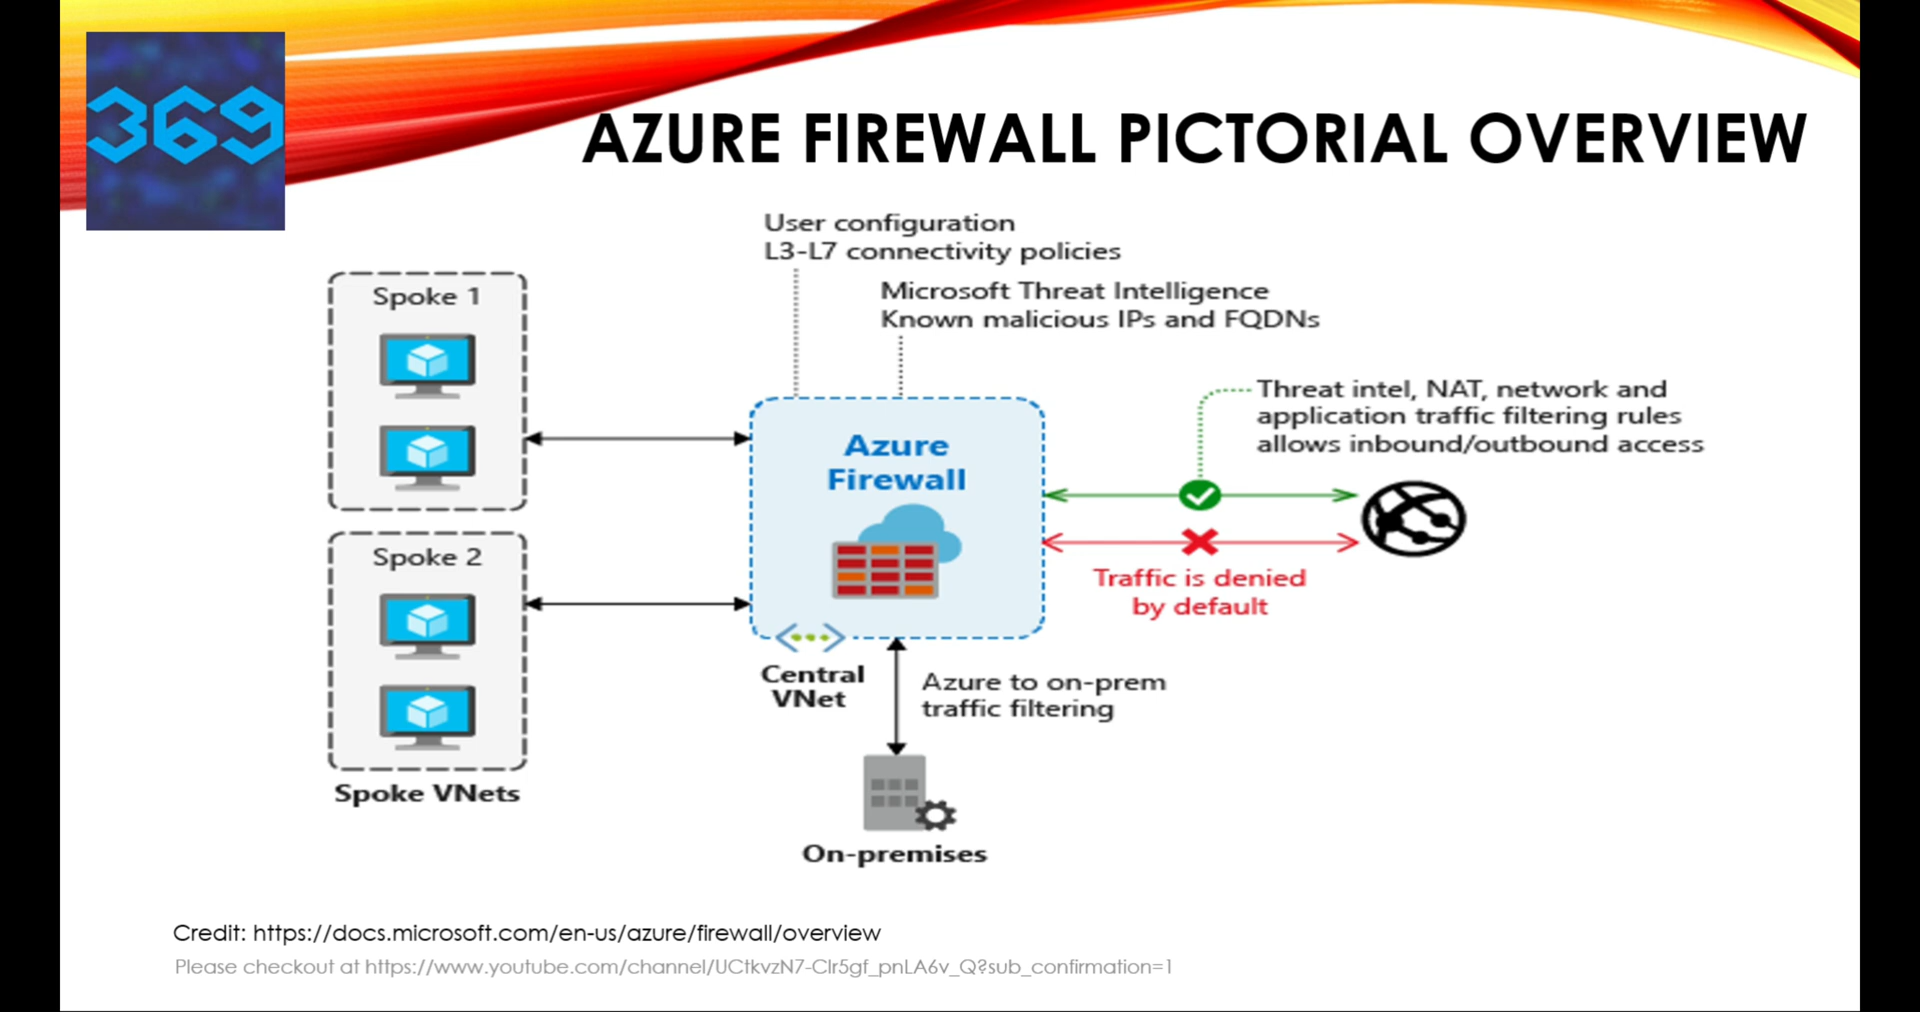 369
AZURE FIREWALL PICTORIAL OVERVIEW
User configuration
L3-L7 connectivity policies
Microsoft Threat Intelligence
Known malicious IPs and FQDNs
Spoke 1
Spoke 2
Spoke VNets
Azure
Firewall
Central
VNet
Threat intel, NAT, network and
application traffic filtering rules
allows inbound/outbound access
Traffic is denied
by default
Azure to on-prem
traffic filtering
On-premises
Credit: https://docs.microsoft.com/en-us/azure/firewall/overview
Please checkout at https://www.youtube.com/channel/UCtkvzN7-Clr5gf_pnLA6v_Q?sub_confirmation=1